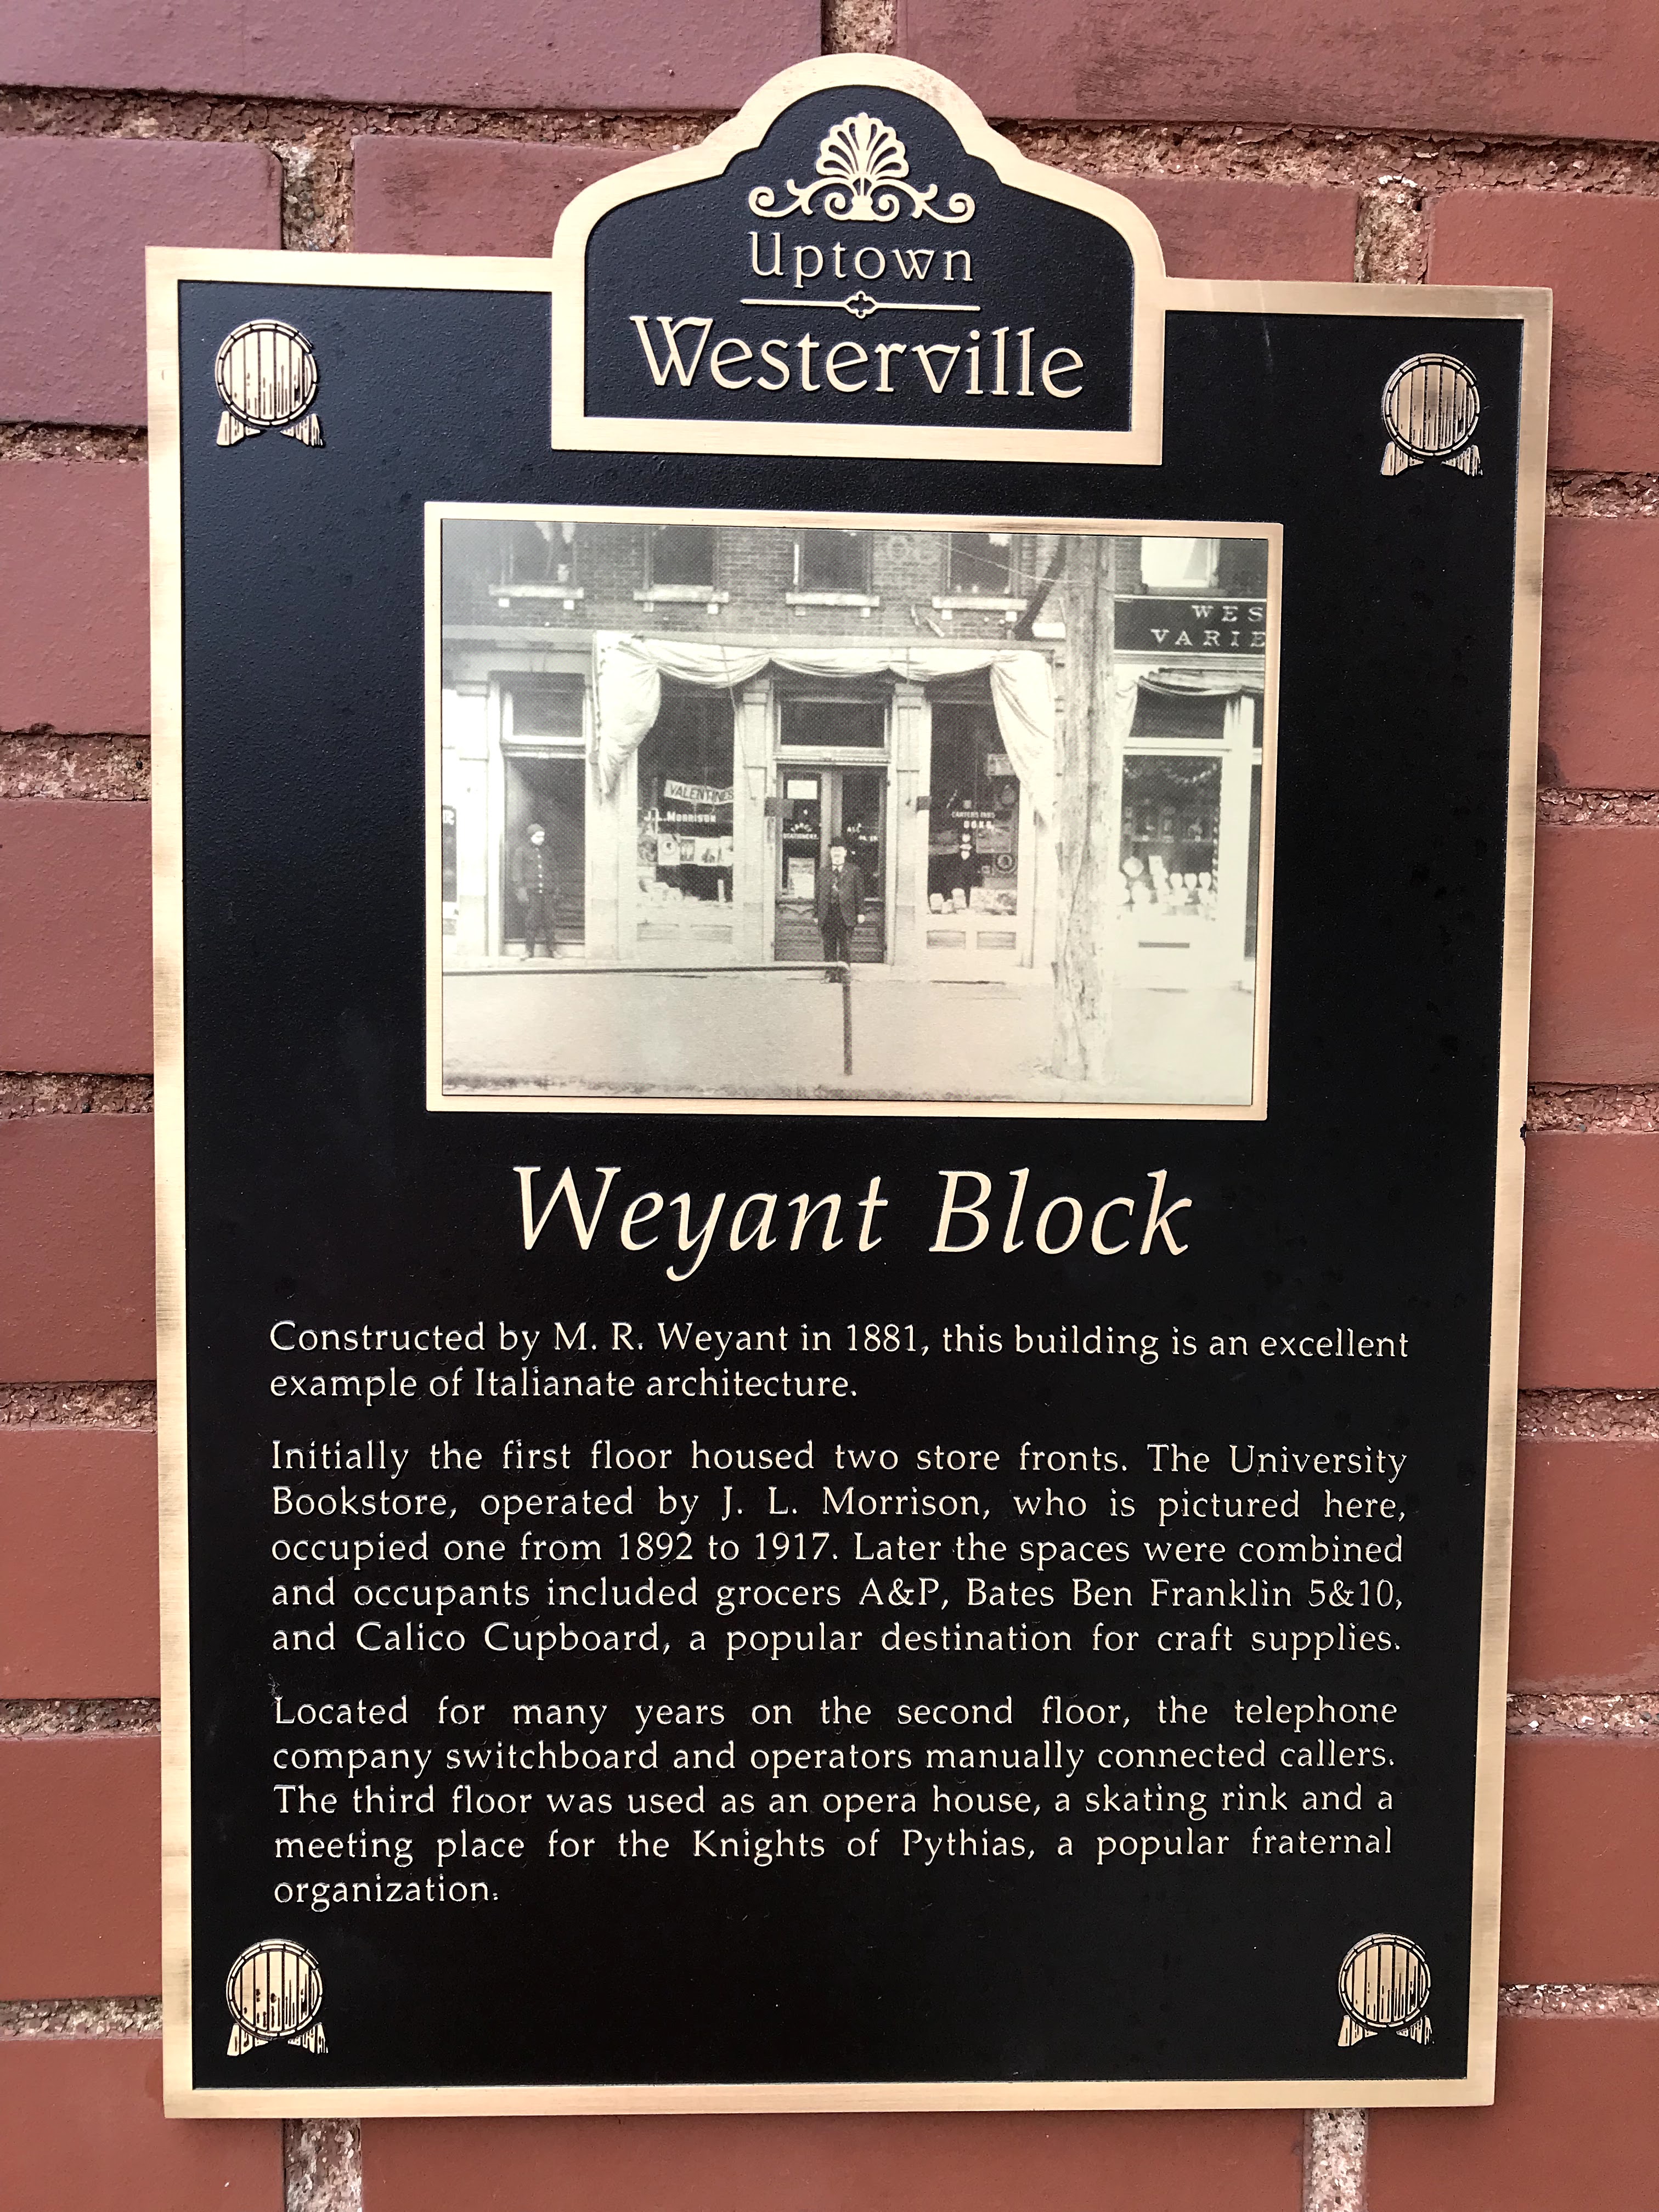 Uptown
Westerville
WES
VARIE
VALENTINES
J.L. MORRISON
STATIONERY
Weyant Block
Constructed by M. R. Weyant in 1881, this building is an excellent
example of Italianate architecture.
Initially the first floor housed two store fronts. The University
Bookstore, operated by J. L. Morrison, who is pictured here,
occupied one from 1892 to 1917. Later the spaces were combined
and occupants included grocers A&P, Bates Ben Franklin 5&10,
and Calico Cupboard, a popular destination for craft supplies.
Located for many years on the second floor, the telephone
company switchboard and operators manually connected callers.
The third floor was used as an opera house, a skating rink and a
meeting place for the Knights of Pythias, a popular fraternal
organization.